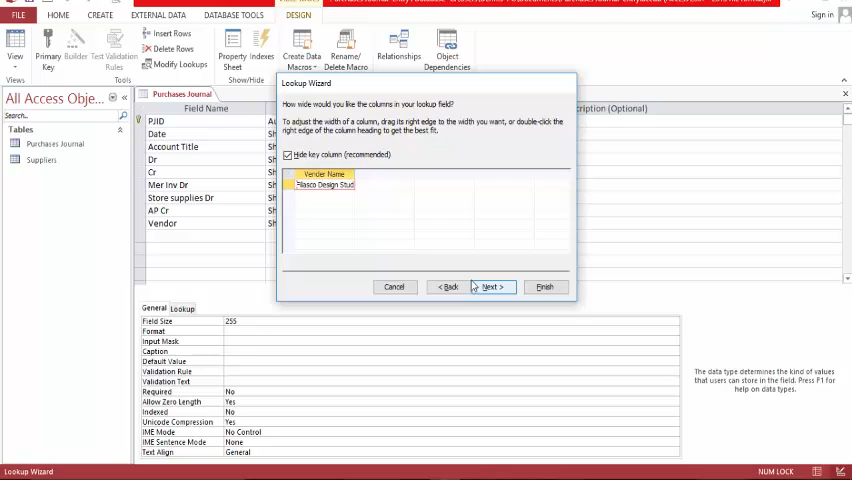 FILE
HOME
CREATE
EXTERNAL DATA
DATABASE TOOLS
DESIGN
Sign in
View
Primary Key
Builder
Test Validation Rules
Insert Rows
Delete Rows
Modify Lookups
Property Sheet
Indexes
Create Data Macros
Rename/ Delete Macro
Relationships
Object Dependencies
Views
Tools
Show/Hide
All Access Obje...
Search...
Tables
Purchases Journal
Suppliers
Purchases Journal
Field Name
scription (Optional)
PJID
Date
Account Title
Dr
Cr
Mer Inv Dr
Store supplies Dr
AP Cr
Vendor
Au
Sh
Sh
Sh
Sh
Sh
Sh
Lookup Wizard
How wide would you like the columns in your lookup field?
To adjust the width of a column, drag its right edge to the width you want, or double-click the
right edge of the column heading to get the best fit.
Hide key column (recommended)
Vender Name
Filasco Design Stud
Cancel
< Back
Next >
Finish
General
Lookup
Field Size 255
Format
Input Mask
Caption
Default Value
Validation Rule
Validation Text
Required No
Allow Zero Length Yes
Indexed No
Unicode Compression Yes
IME Mode No Control
IME Sentence Mode None
Text Align General
The data type determines the kind of values
that users can store in the field. Press F1 for
help on data types.
Lookup Wizard
NUM LOCK